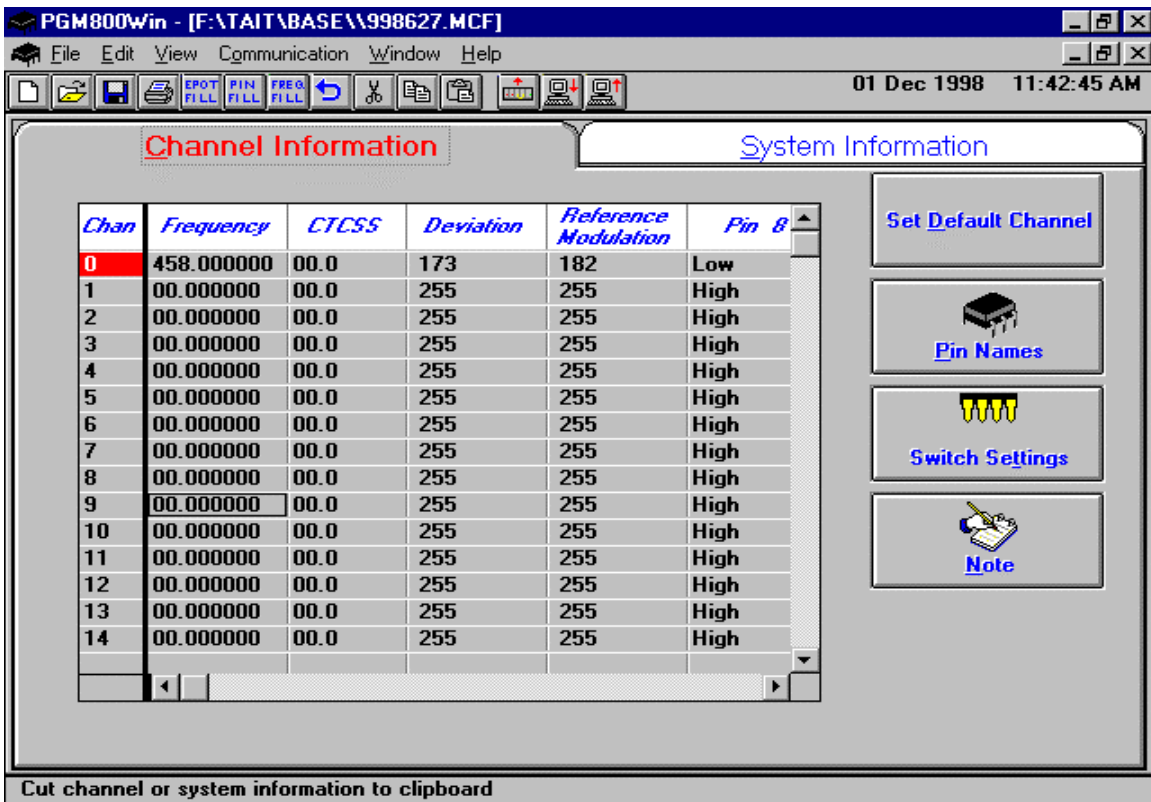 PGM800Win - [F:\TAIT\BASE\\998627.MCF]
File Edit View Communication Window Help
EPOT FILL PIN FILL FREQ. FILL 01 Dec 1998 11:42:45 AM
Channel Information System Information
Chan Frequency CTCSS Deviation Reference Modulation Pin 8
0 458.000000 00.0 173 182 Low
1 00.000000 00.0 255 255 High
2 00.000000 00.0 255 255 High
3 00.000000 00.0 255 255 High
4 00.000000 00.0 255 255 High
5 00.000000 00.0 255 255 High
6 00.000000 00.0 255 255 High
7 00.000000 00.0 255 255 High
8 00.000000 00.0 255 255 High
9 00.000000 00.0 255 255 High
10 00.000000 00.0 255 255 High
11 00.000000 00.0 255 255 High
12 00.000000 00.0 255 255 High
13 00.000000 00.0 255 255 High
14 00.000000 00.0 255 255 High
Set Default Channel
Pin Names
Switch Settings
Note
Cut channel or system information to clipboard